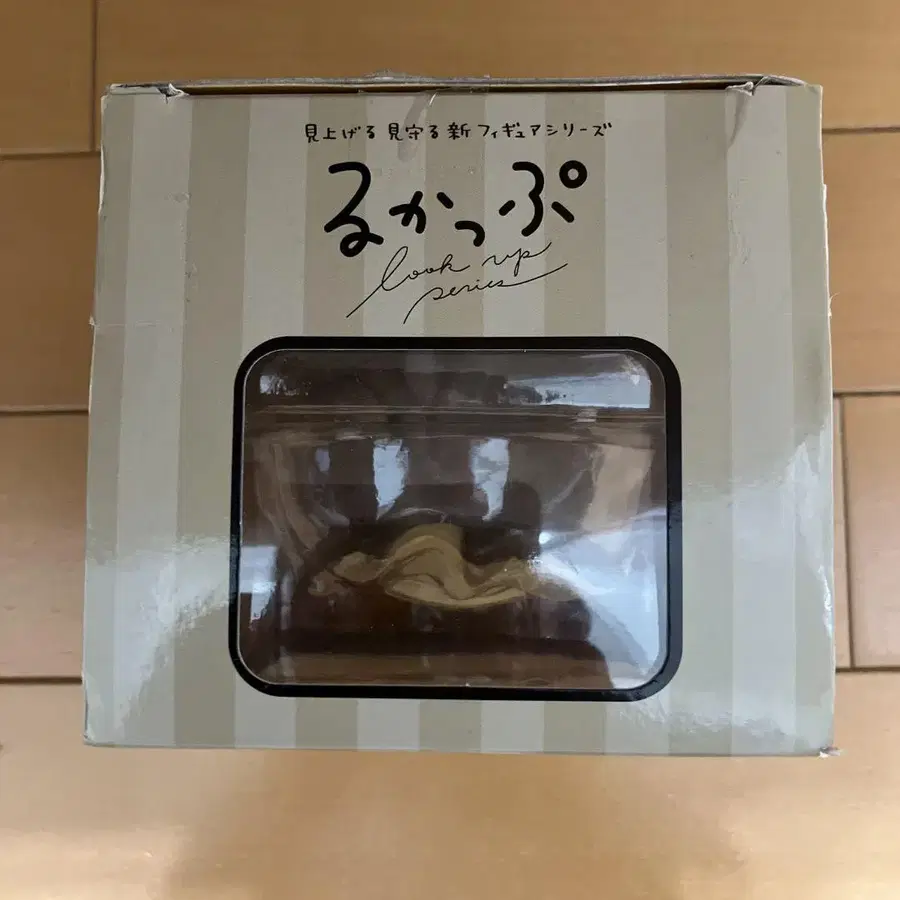 見上げる見守る新フィギュアシリーズ
るかっぷ
look up
series